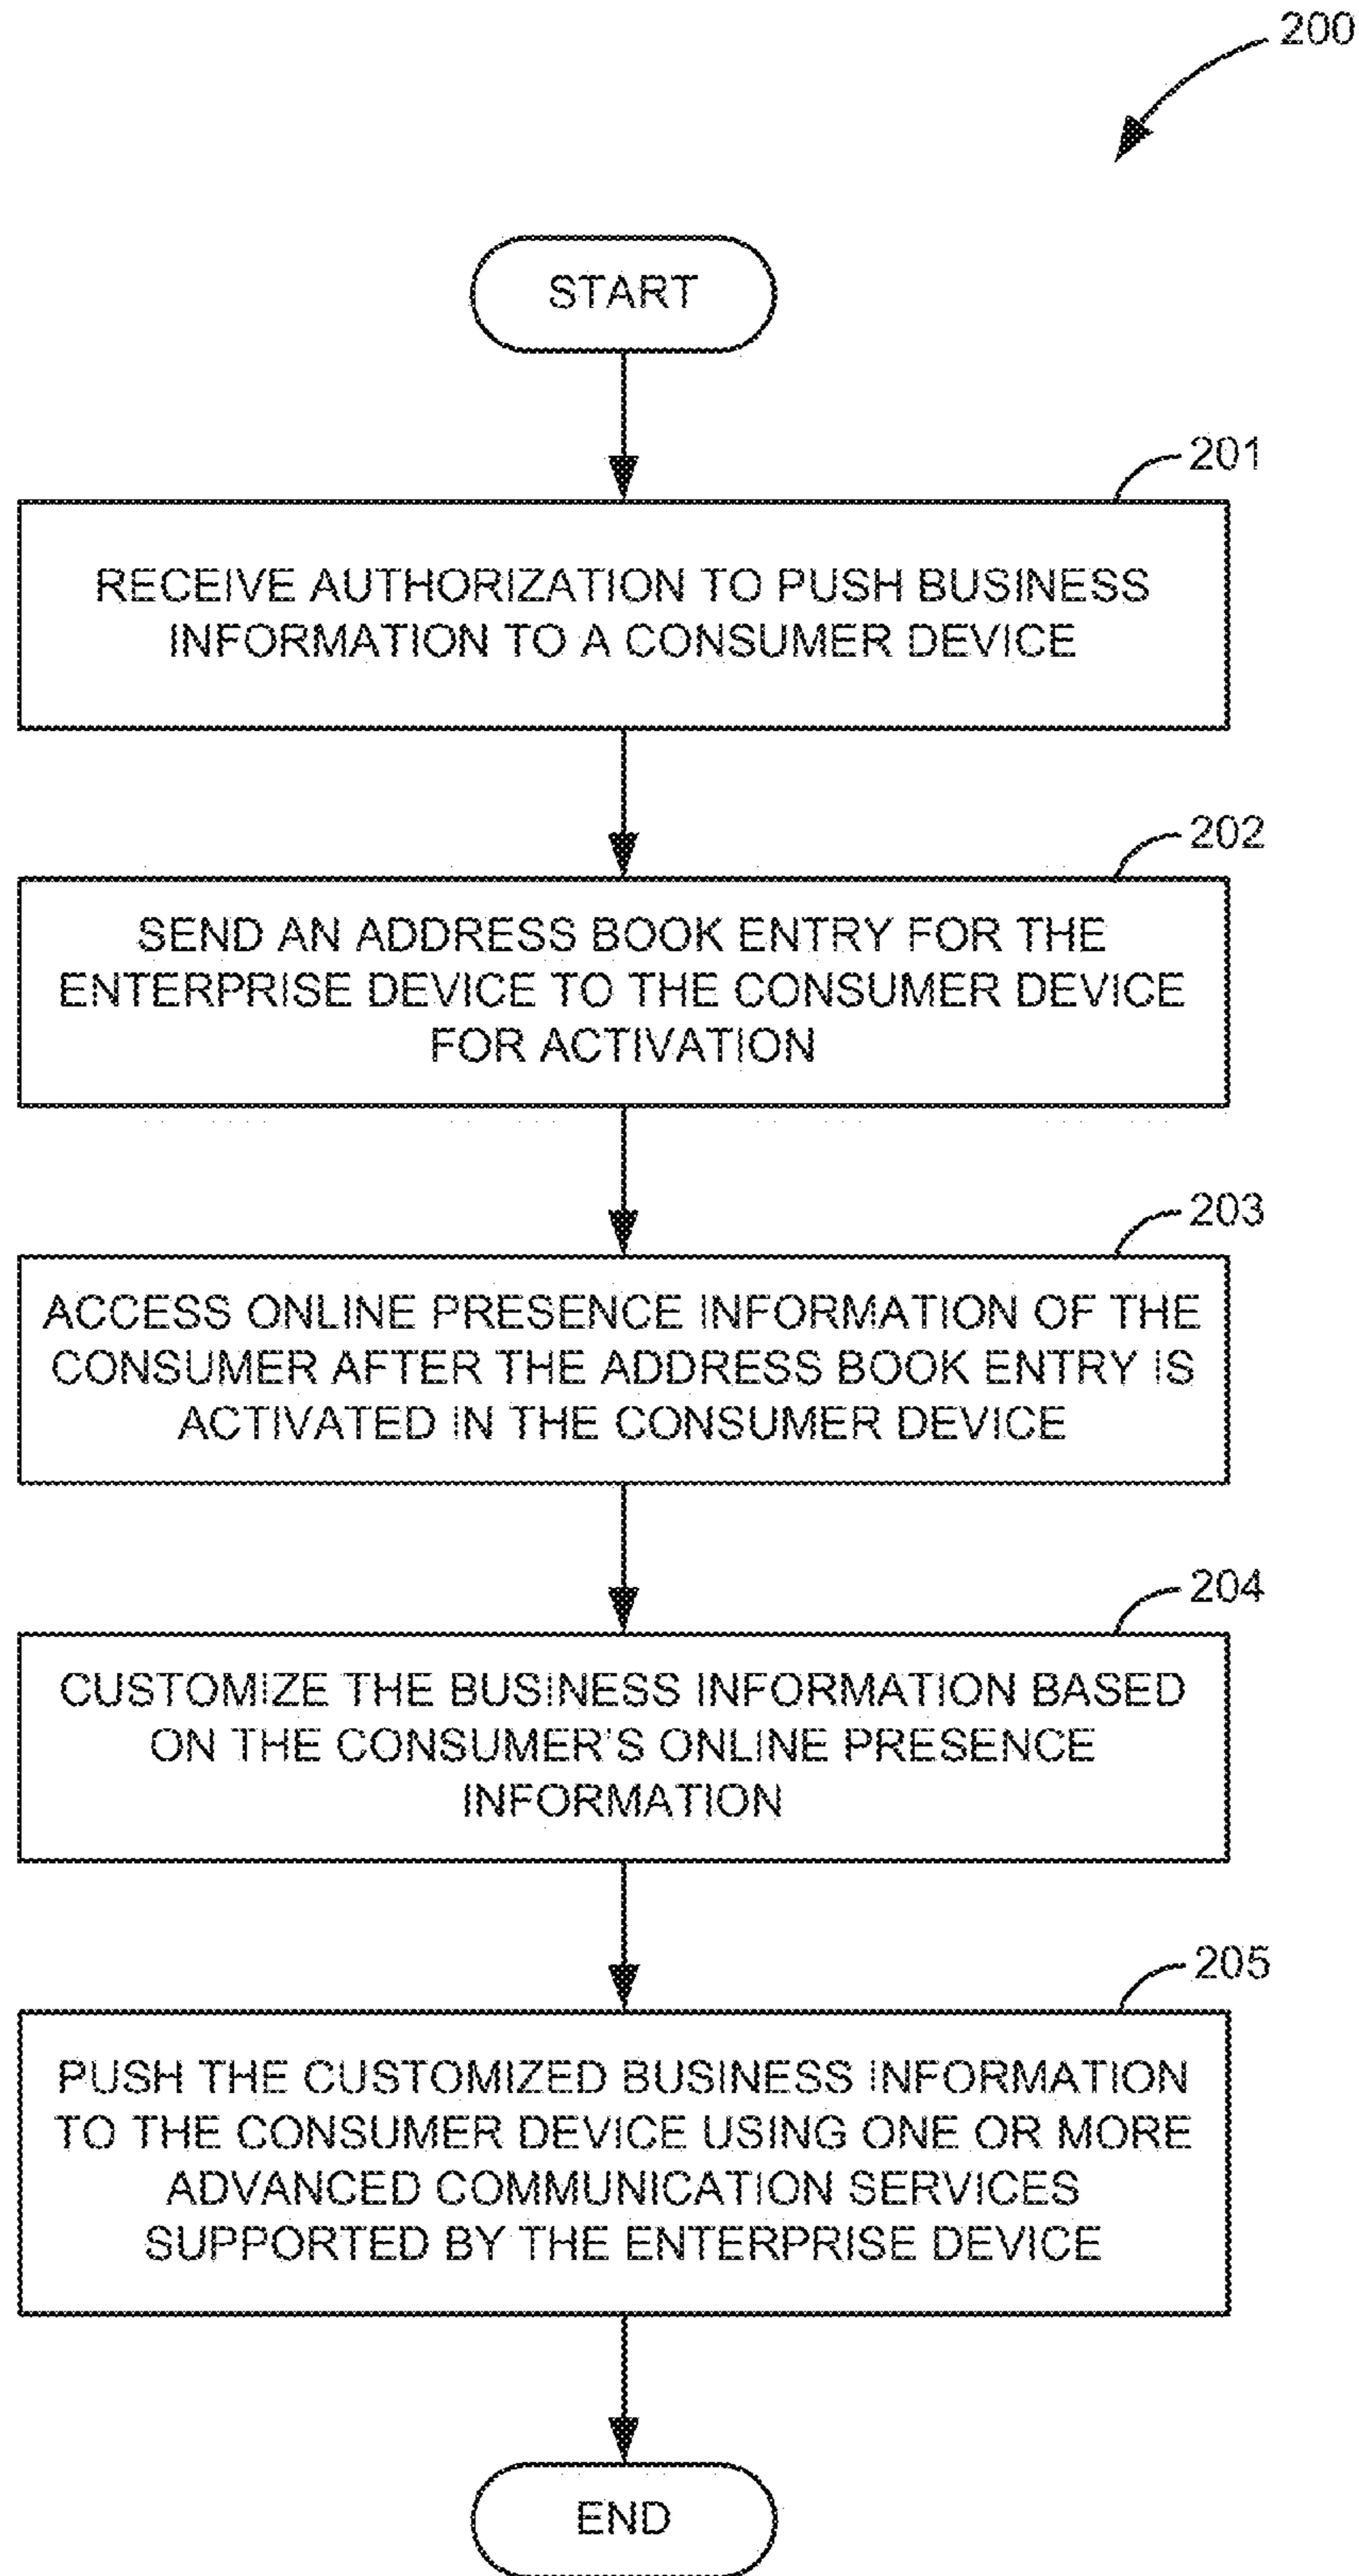 200
START
201
RECEIVE AUTHORIZATION TO PUSH BUSINESS
INFORMATION TO A CONSUMER DEVICE
202
SEND AN ADDRESS BOOK ENTRY FOR THE
ENTERPRISE DEVICE TO THE CONSUMER DEVICE
FOR ACTIVATION
203
ACCESS ONLINE PRESENCE INFORMATION OF THE
CONSUMER AFTER THE ADDRESS BOOK ENTRY IS
ACTIVATED IN THE CONSUMER DEVICE
204
CUSTOMIZE THE BUSINESS INFORMATION BASED
ON THE CONSUMER'S ONLINE PRESENCE
INFORMATION
205
PUSH THE CUSTOMIZED BUSINESS INFORMATION
TO THE CONSUMER DEVICE USING ONE OR MORE
ADVANCED COMMUNICATION SERVICES
SUPPORTED BY THE ENTERPRISE DEVICE
END